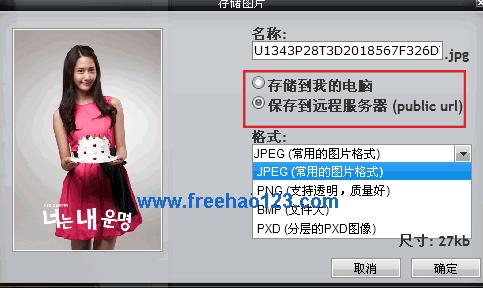 存储图片
名称:
U1343P28T3D2018567F326D .jpg
存储到我的电脑
保存到远程服务器 (public url)
格式:
JPEG (常用的图片格式)
JPEG (常用的图片格式)
PNG (支持透明，质量好)
BMP (文件大)
PXD (分层的PXD图像)
www.freehao123.com
너는 내 운명
尺寸: 27kb
取消
确定